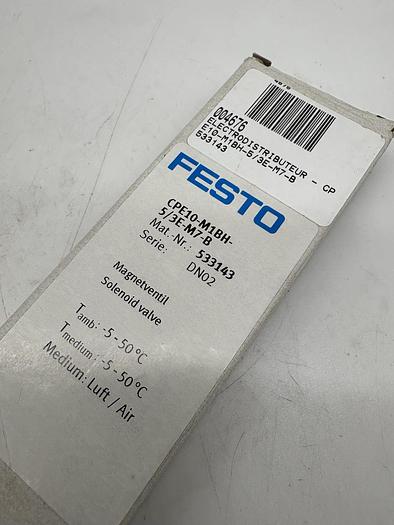 004676
ELECTRODISTRIBUTEUR - CP
E10-M1BH-5/3E-M7-B
533143
FESTO
CPE10-M1BH-
5/3E-M7-B
Mat.-Nr.: 533143
Serie: DN02
Magnetventil
Solenoid valve
Tamb: -5 - 50 °C
Tmedium: -5 - 50 °C
Medium: Luft / Air